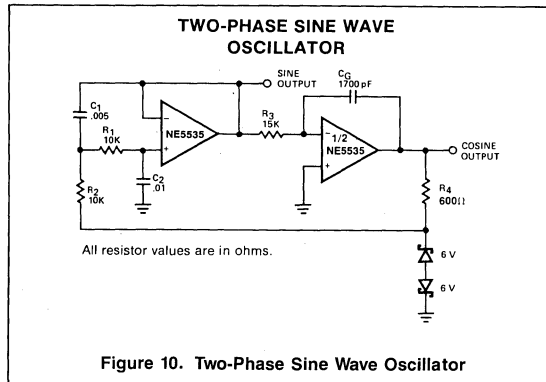 TWO-PHASE SINE WAVE
OSCILLATOR
SINE
OUTPUT
CG
1700 pF
C1
.005
R1
10K
NE5535
R3
15K
1/2
NE5535
COSINE
OUTPUT
R2
10K
C2
.01
R4
600Ω
All resistor values are in ohms.
6 V
6 V
Figure 10. Two-Phase Sine Wave Oscillator